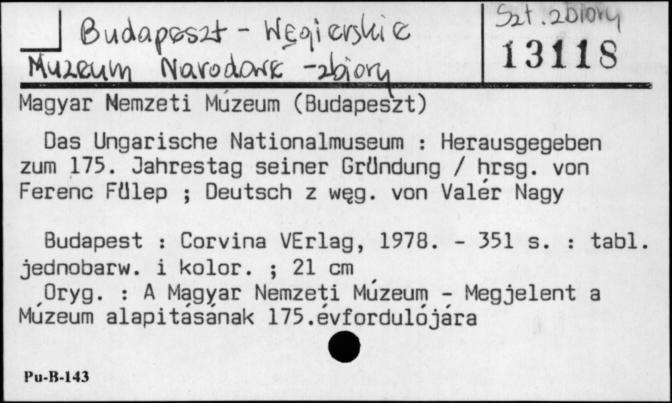 Szt. zbiory
Budapeszt - Węgierskie
13118
Muzeum Narodowe - zbiory
Magyar Nemzeti Múzeum (Budapeszt)
Das Ungarische Nationalmuseum : Herausgegeben
zum 175. Jahrestag seiner Gründung / hrsg. von
Ferenc Fülep ; Deutsch z węg. von Valér Nagy
Budapest : Corvina VErlag, 1978. - 351 s. : tabl.
jednobarw. i kolor. ; 21 cm
Oryg. : A Mágyar Nemzeti Múzeum - Megjelent a
Múzeum alapitásának 175.évfordulójára
Pu-B-143